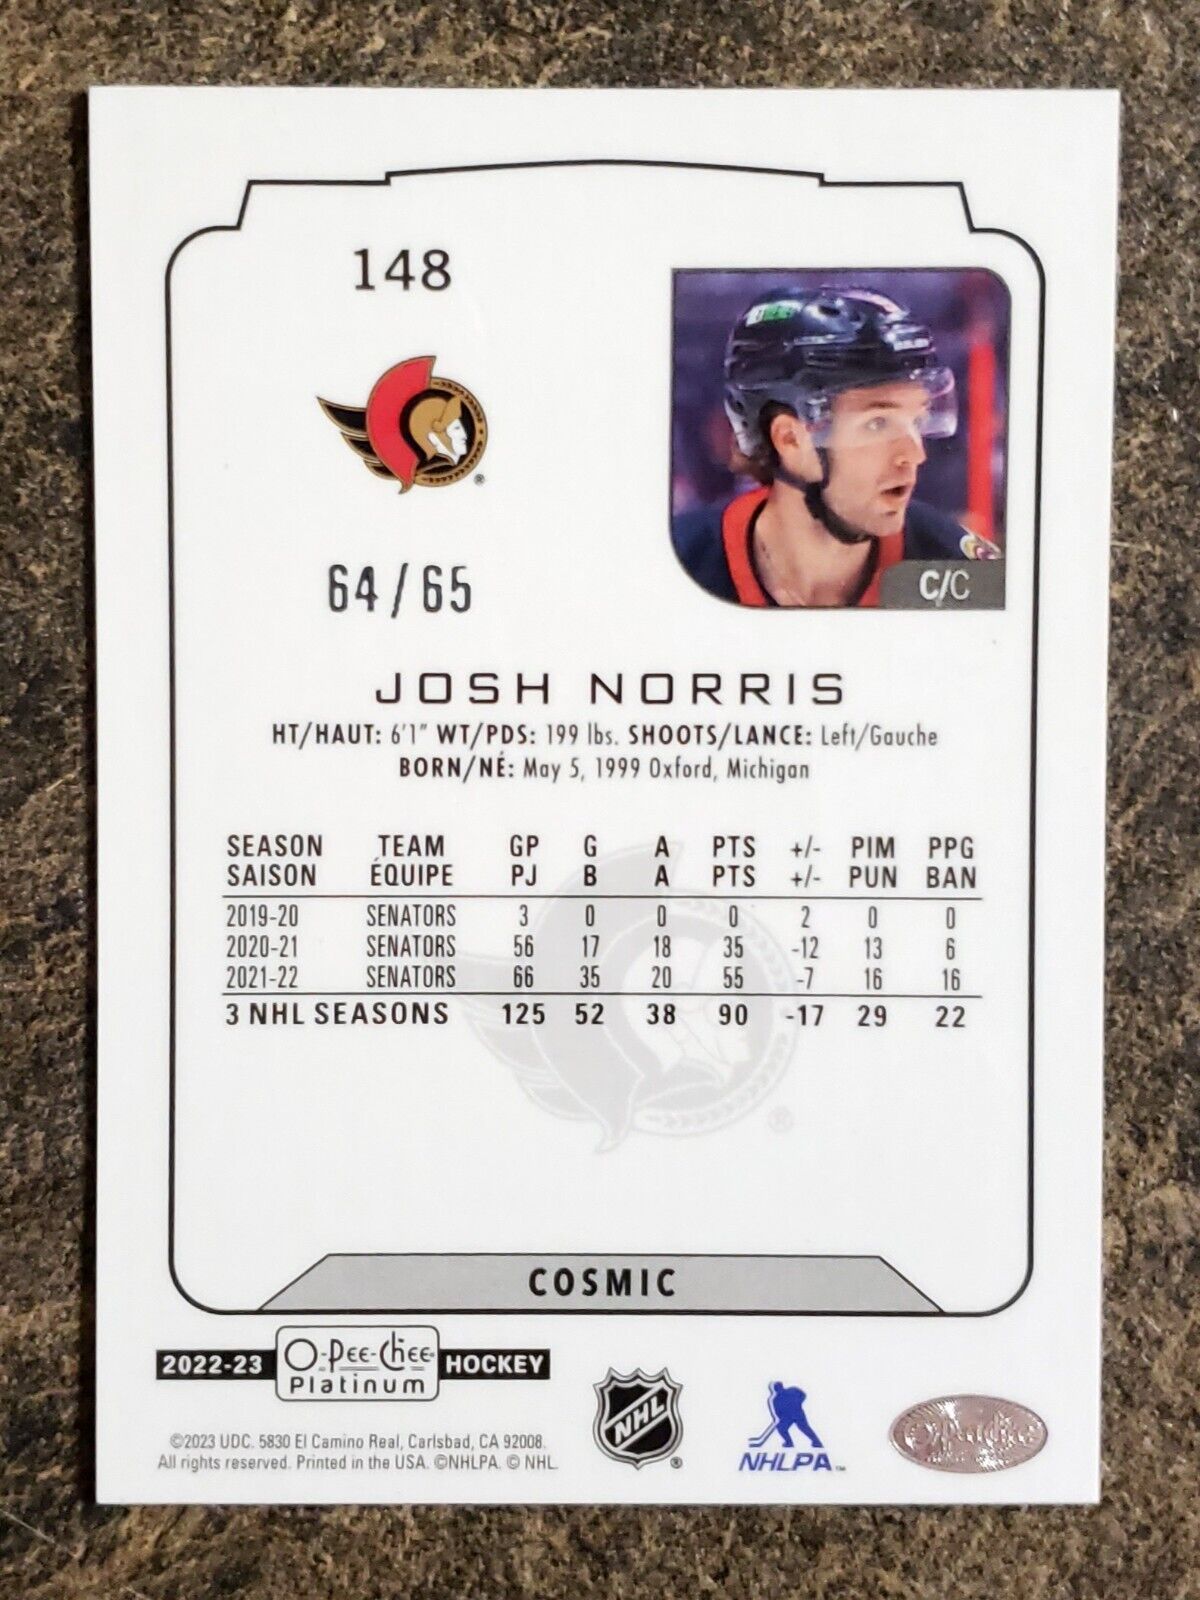 148
64/65
C/C
JOSH NORRIS
HT/HAUT: 6'1" WT/PDS: 199 lbs. SHOOTS/LANCE: Left/Gauche
BORN/NÉ: May 5, 1999 Oxford, Michigan
SEASON TEAM GP G A PTS +/- PIM PPG
SAISON ÉQUIPE PJ B A PTS +/- PUN BAN
2019-20 SENATORS 3 0 0 0 2 0 0
2020-21 SENATORS 56 17 18 35 -12 13 6
2021-22 SENATORS 66 35 20 55 -7 16 16
3 NHL SEASONS 125 52 38 90 -17 29 22
®
COSMIC
2022-23 O-Pee-Chee Platinum HOCKEY
©2023 UDC. 5830 El Camino Real, Carlsbad, CA 92008.
All rights reserved. Printed in the USA. ©NHLPA. © NHL.
NHL ®
NHLPA™